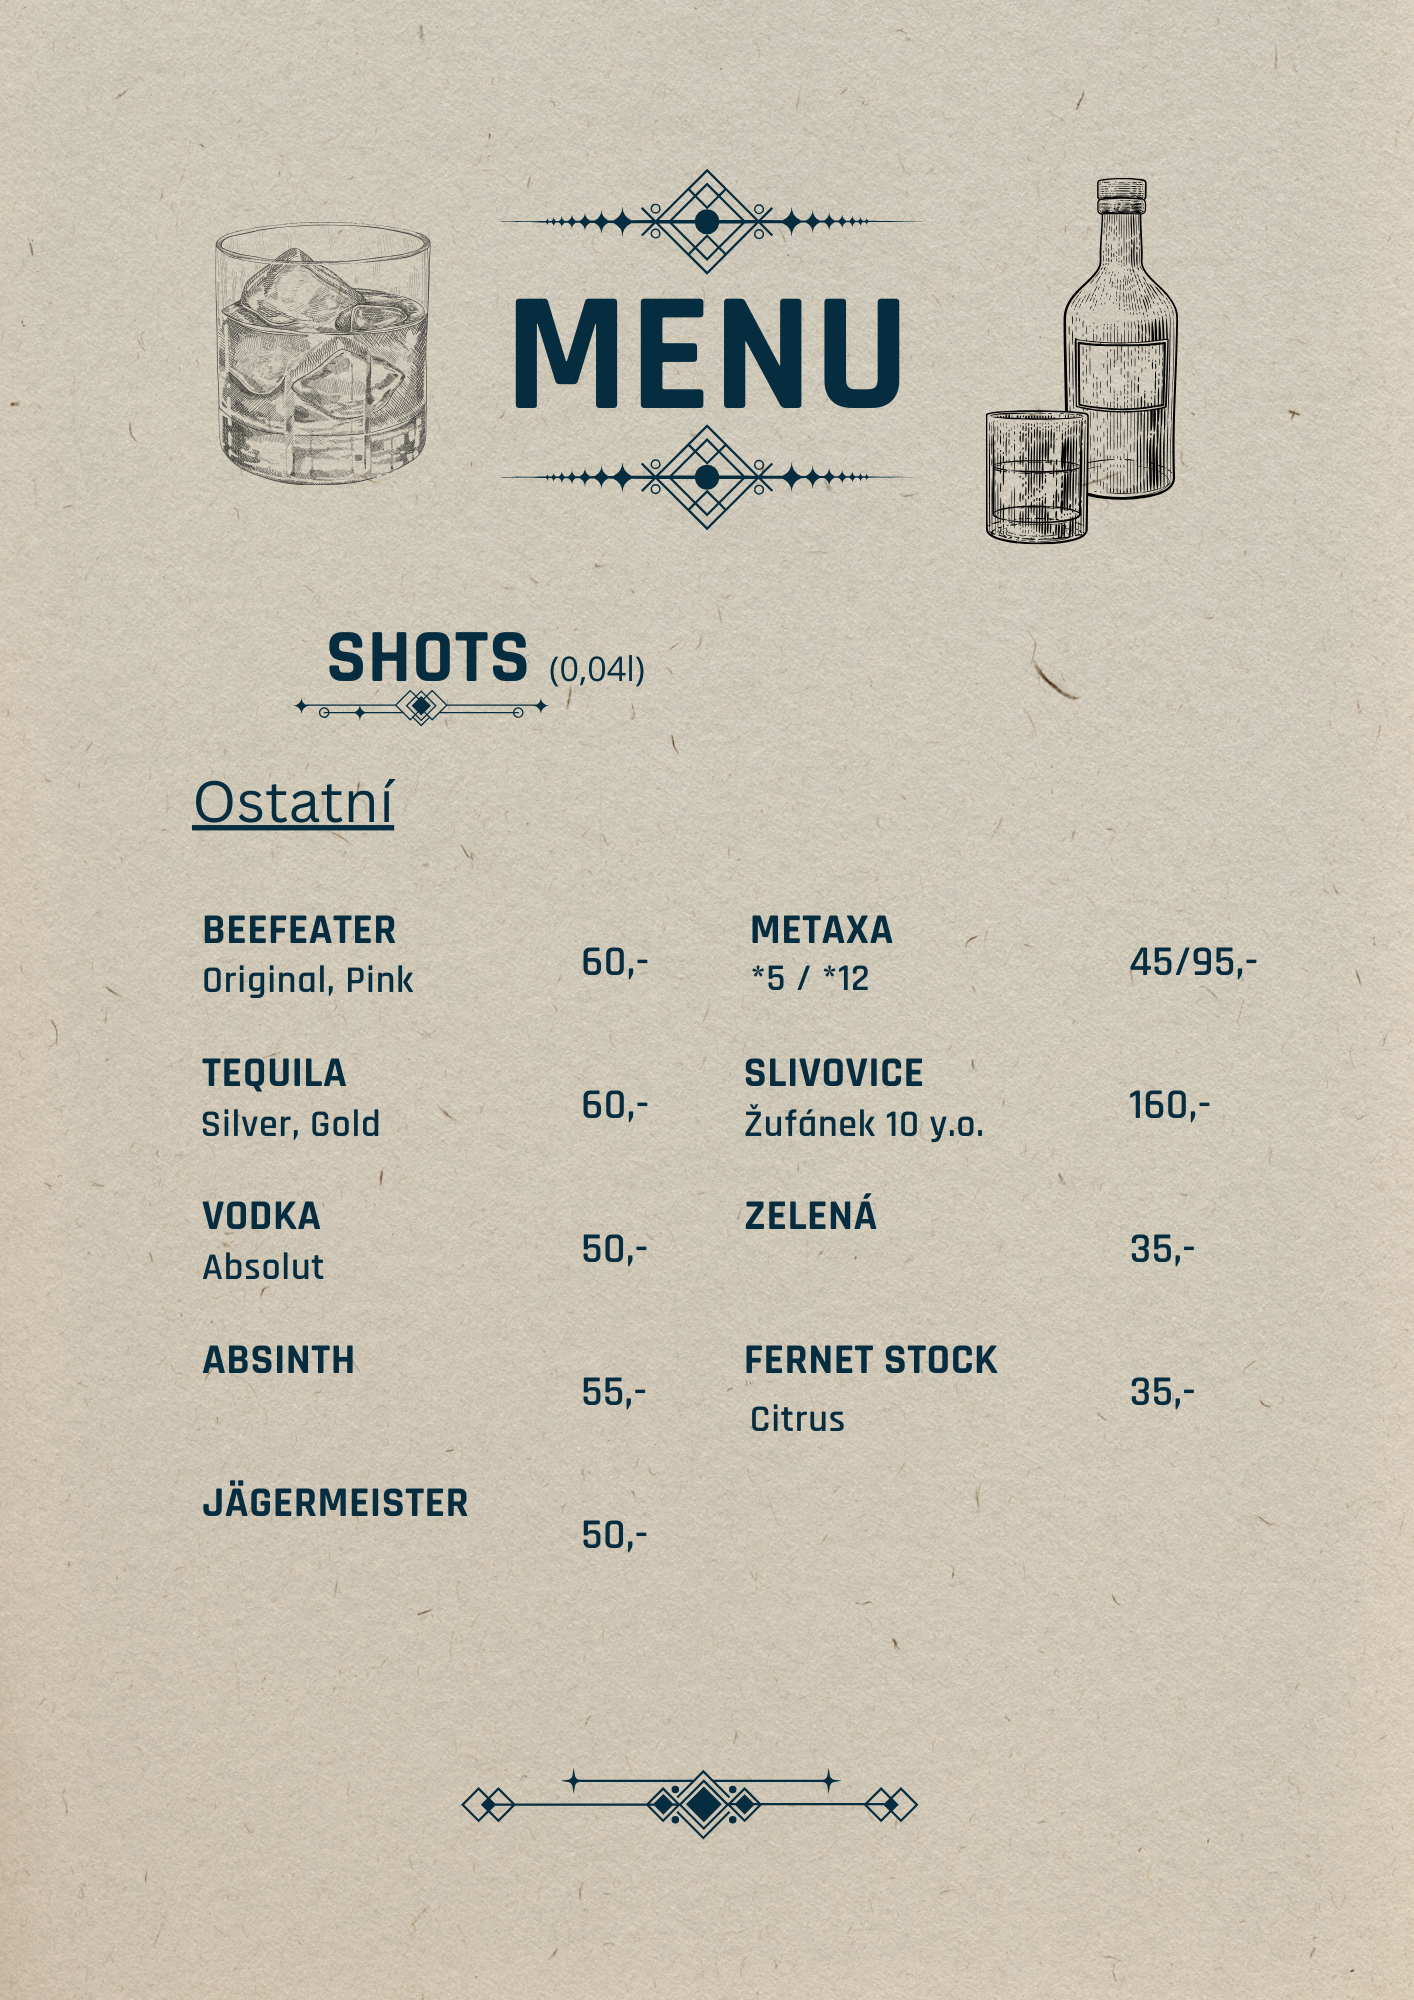 MENU
SHOTS (0,04l)
Ostatní
BEEFEATER
Original, Pink
60,-
TEQUILA
Silver, Gold
60,-
VODKA
Absolut
50,-
ABSINTH
55,-
JÄGERMEISTER
50,-
METAXA
*5 / *12
45/95,-
SLIVOVICE
Žufánek 10 y.o.
160,-
ZELENÁ
35,-
FERNET STOCK
Citrus
35,-